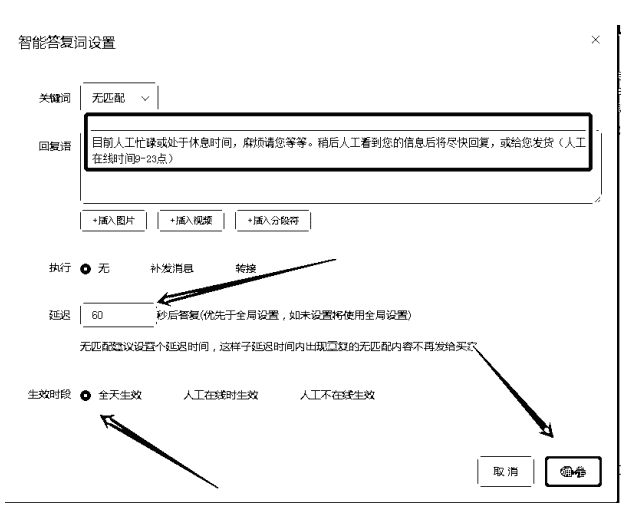 智能答复词设置
×
关键词 无匹配
回复语 目前人工忙碌或处于休息时间，麻烦请您等等。稍后人工看到您的信息后将尽快回复，或给您发货（人工
在线时间9-23点）
+插入图片 +插入视频 +插入分段符
执行 无 补发消息 转接
延迟 60 秒后答复(优先于全局设置，如未设置将使用全局设置)
无匹配建议设置个延迟时间，这样子延迟时间内出现重复的无匹配内容不再发给买家
生效时段 全天生效 人工在线时生效 人工不在线生效
取消